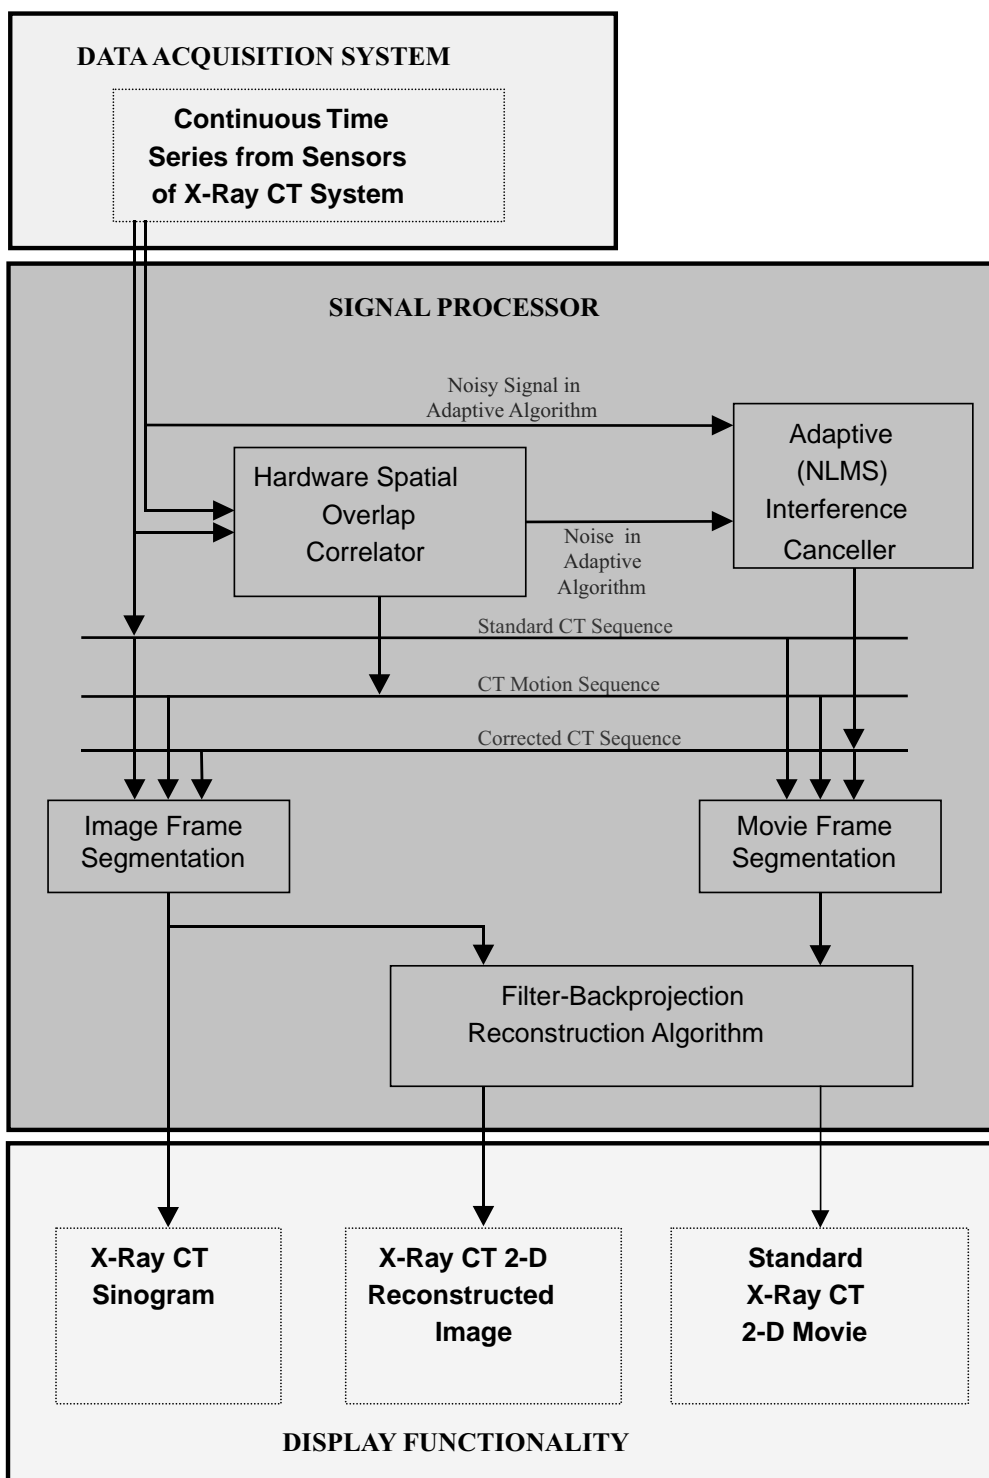 DATA ACQUISITION SYSTEM
Continuous Time
Series from Sensors
of X-Ray CT System
SIGNAL PROCESSOR
Noisy Signal in
Adaptive Algorithm
Adaptive
(NLMS)
Interference
Canceller
Hardware Spatial
Overlap
Correlator
Noise in
Adaptive
Algorithm
Standard CT Sequence
CT Motion Sequence
Corrected CT Sequence
Image Frame
Segmentation
Movie Frame
Segmentation
Filter-Backprojection
Reconstruction Algorithm
X-Ray CT
Sinogram
X-Ray CT 2-D
Reconstructed
Image
Standard
X-Ray CT
2-D Movie
DISPLAY FUNCTIONALITY